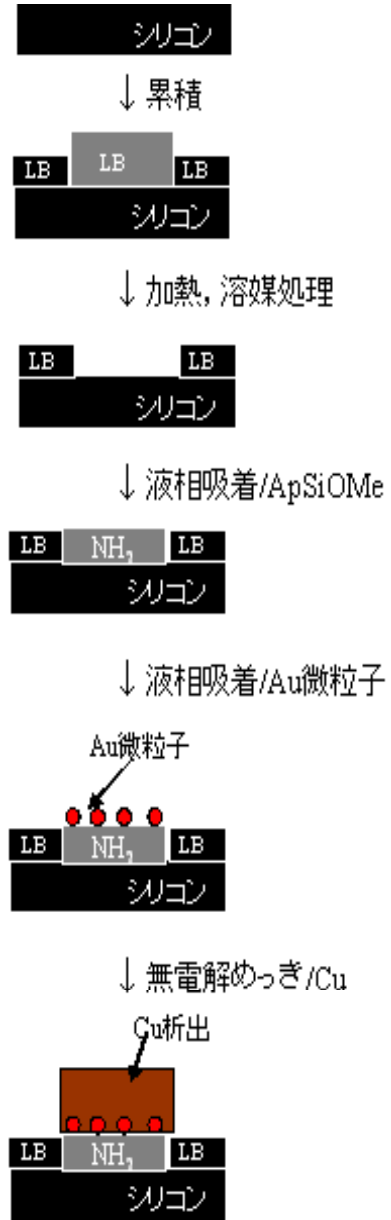 シリコン
↓累積
LB LB LB
シリコン
↓加熱, 溶媒処理
LB LB
シリコン
↓液相吸着/ApSiOMe
LB NH₂ LB
シリコン
↓液相吸着/Au微粒子
Au微粒子
LB NH₂ LB
シリコン
↓無電解めっき/Cu
Cu析出
LB NH₂ LB
シリコン